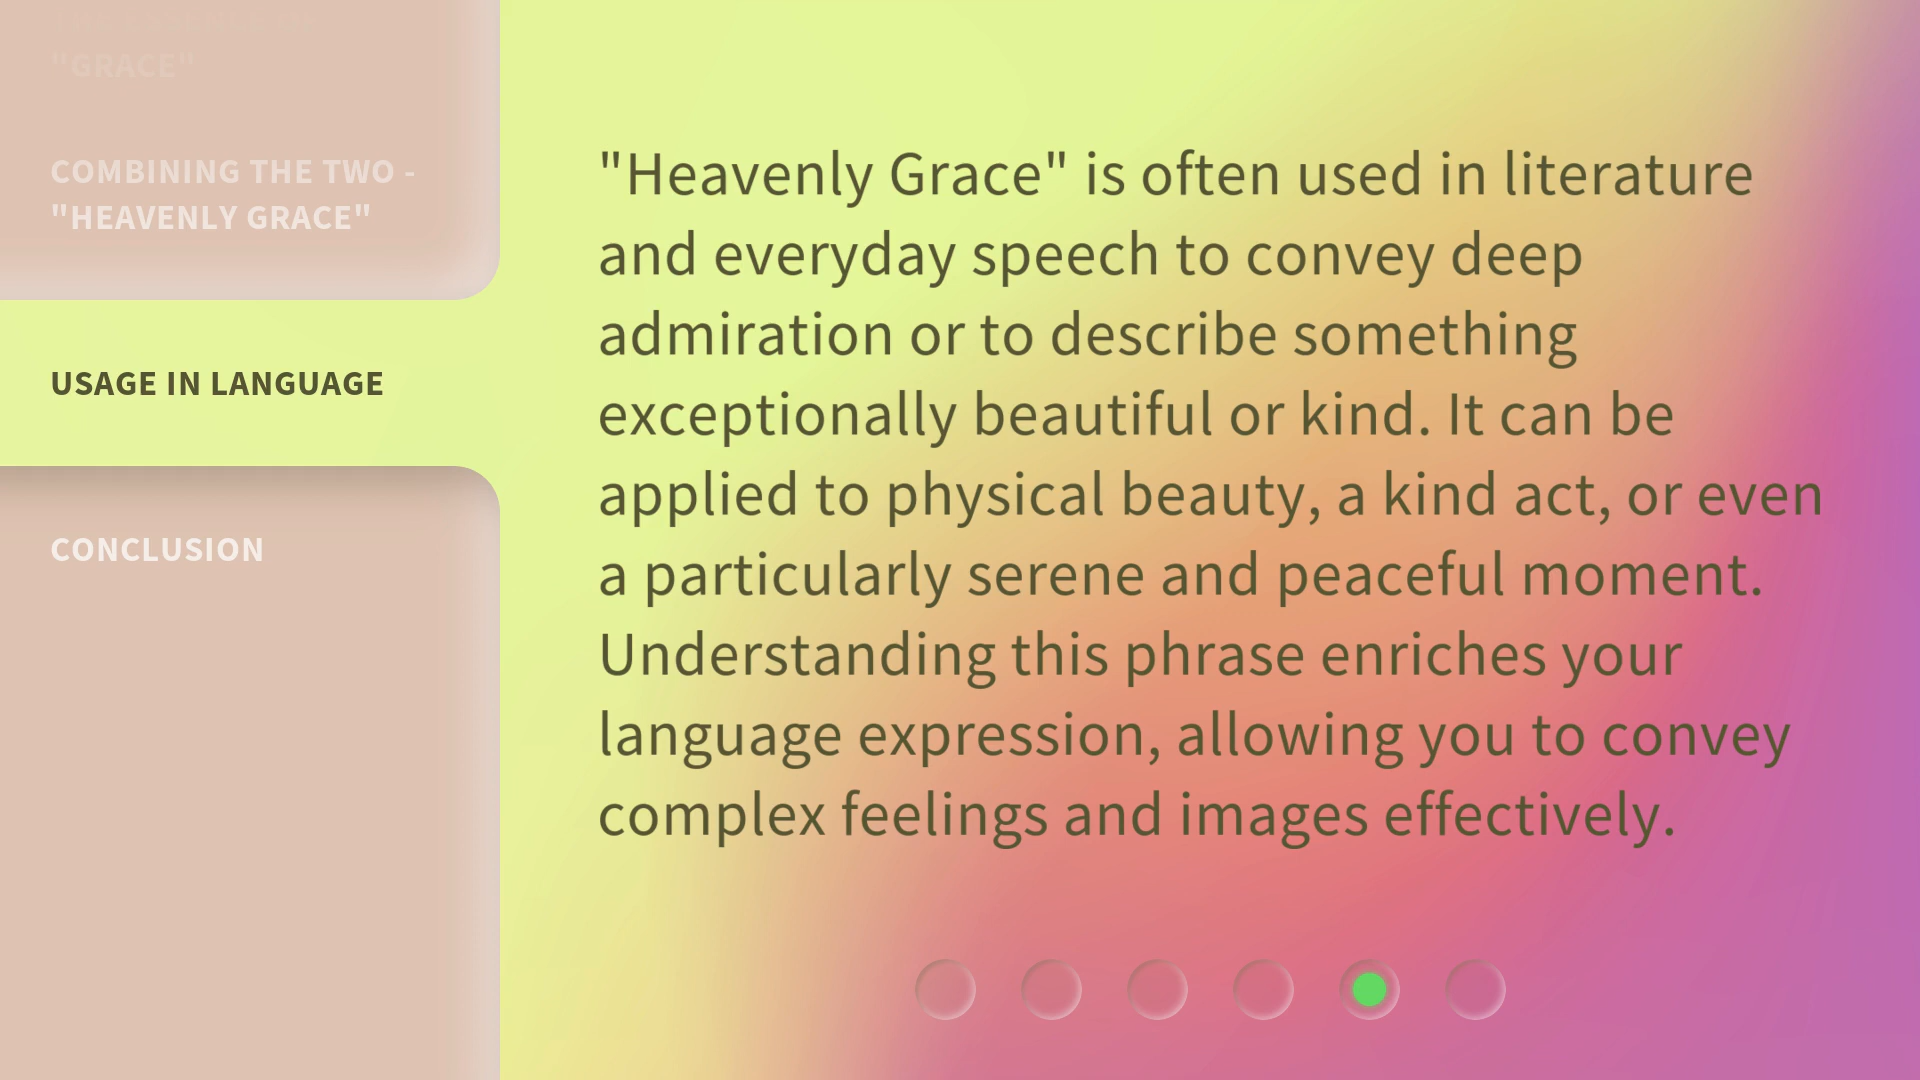 "GRACE"
COMBINING THE TWO -
"HEAVENLY GRACE"
USAGE IN LANGUAGE
CONCLUSION
"Heavenly Grace" is often used in literature
and everyday speech to convey deep
admiration or to describe something
exceptionally beautiful or kind. It can be
applied to physical beauty, a kind act, or even
a particularly serene and peaceful moment.
Understanding this phrase enriches your
language expression, allowing you to convey
complex feelings and images effectively.